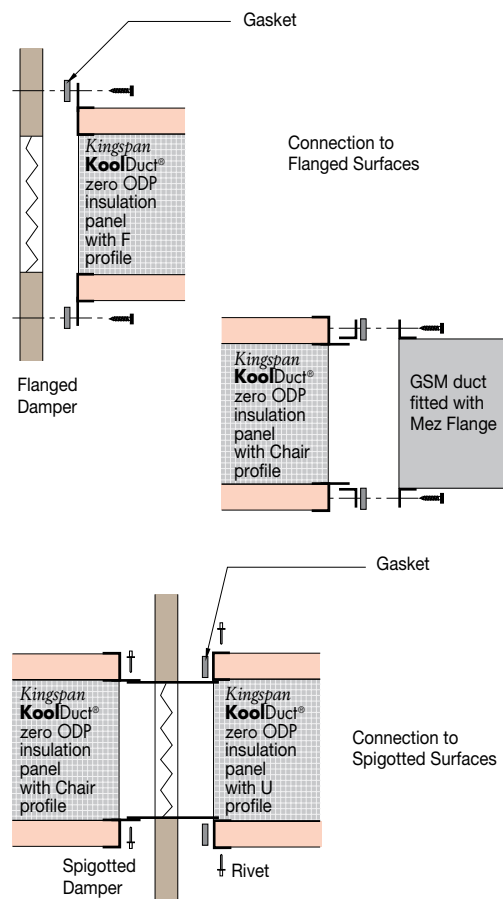 Gasket
Kingspan
KoolDuct®
zero ODP
insulation
panel
with F
profile
Connection to
Flanged Surfaces
Flanged
Damper
Kingspan
KoolDuct®
zero ODP
insulation
panel
with Chair
profile
GSM duct
fitted with
Mez Flange
Gasket
Kingspan
KoolDuct®
zero ODP
insulation
panel
with Chair
profile
Kingspan
KoolDuct®
zero ODP
insulation
panel
with U
profile
Connection to
Spigotted Surfaces
Spigotted
Damper
Rivet